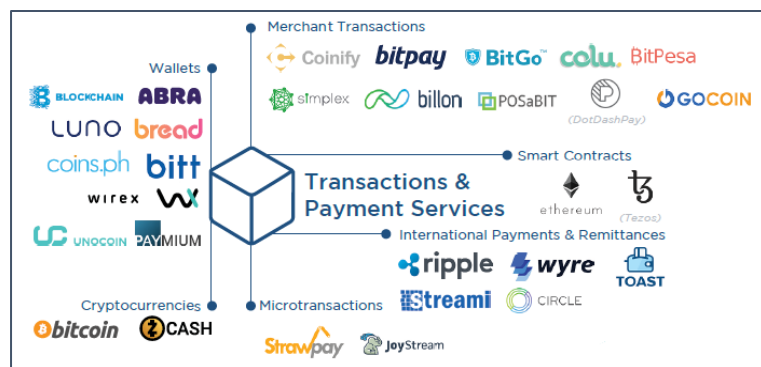 Merchant Transactions
Coinify bitpay BitGo™ colu. BitPesa
simplex billon POSaBIT (DotDashPay) GOCOIN
Wallets
BLOCKCHAIN ABRA
LUNO bread
coins.ph bitt
wirex
UNOCOIN PAYMIUM
Transactions &
Payment Services
Smart Contracts
ethereum (Tezos)
International Payments & Remittances
ripple wyre TOAST
Streami CIRCLE
Cryptocurrencies
bitcoin ZCASH
Microtransactions
Strawpay JoyStream